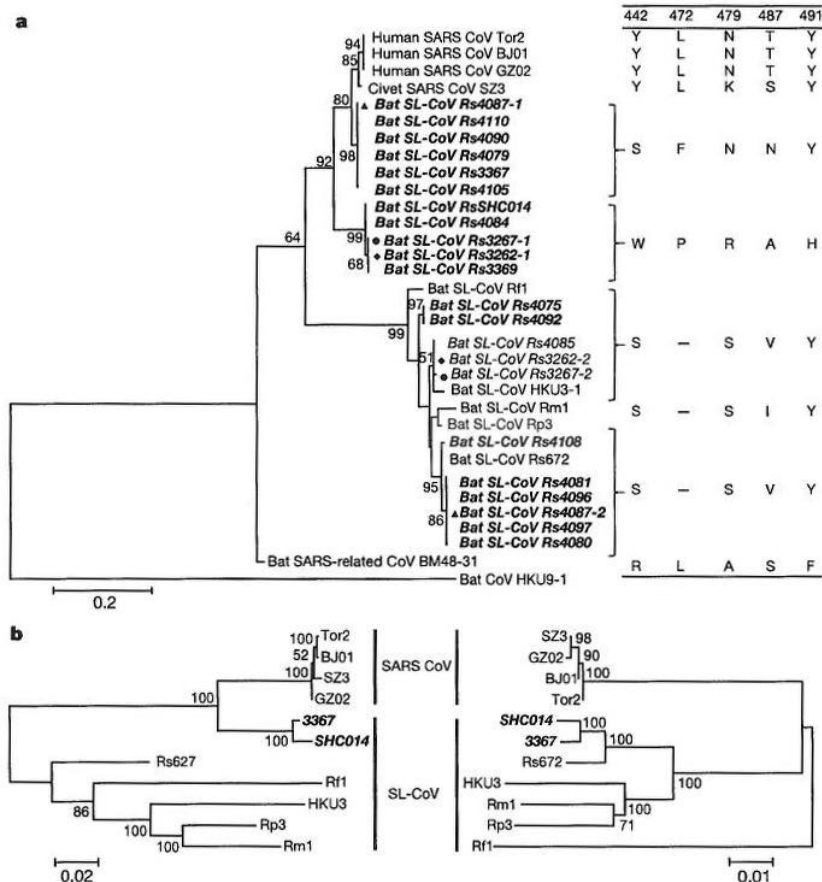 a
442 472 479 487 491
94 Human SARS CoV Tor2 Y L N T Y
85 Human SARS CoV BJ01 Y L N T Y
Human SARS CoV GZ02 Y L N T Y
Civet SARS CoV SZ3 Y L K S Y
80 ▲ Bat SL-CoV Rs4087-1
Bat SL-CoV Rs4110
Bat SL-CoV Rs4090
98 Bat SL-CoV Rs4079 S F N N Y
92 Bat SL-CoV Rs3367
Bat SL-CoV Rs4105
Bat SL-CoV RsSHC014
Bat SL-CoV Rs4084
64 99 ● Bat SL-CoV Rs3267-1 W P R A H
◆ Bat SL-CoV Rs3262-1
68 Bat SL-CoV Rs3369
Bat SL-CoV Rf1
97 Bat SL-CoV Rs4075
99 Bat SL-CoV Rs4092
Bat SL-CoV Rs4085 S – S V Y
51 ◆ Bat SL-CoV Rs3262-2
● Bat SL-CoV Rs3267-2
Bat SL-CoV HKU3-1
Bat SL-CoV Rm1 S – S I Y
Bat SL-CoV Rp3
Bat SL-CoV Rs4108
Bat SL-CoV Rs672
95 Bat SL-CoV Rs4081 S – S V Y
Bat SL-CoV Rs4096
86 ▲ Bat SL-CoV Rs4087-2
Bat SL-CoV Rs4097
Bat SL-CoV Rs4080
Bat SARS-related CoV BM48-31 R L A S F
Bat CoV HKU9-1
0.2
b
100 Tor2
52 BJ01
100 SZ3
GZ02
100
3367
100 SHC014
Rs627
Rf1
86 HKU3
100 Rp3
100 Rm1
0.02
SARS CoV
SL-CoV
SZ3 98
GZ02 90
BJ01 100
Tor2
SHC014 100
3367 100
Rs672
HKU3 100
Rm1 100
Rp3 71
Rf1
0.01